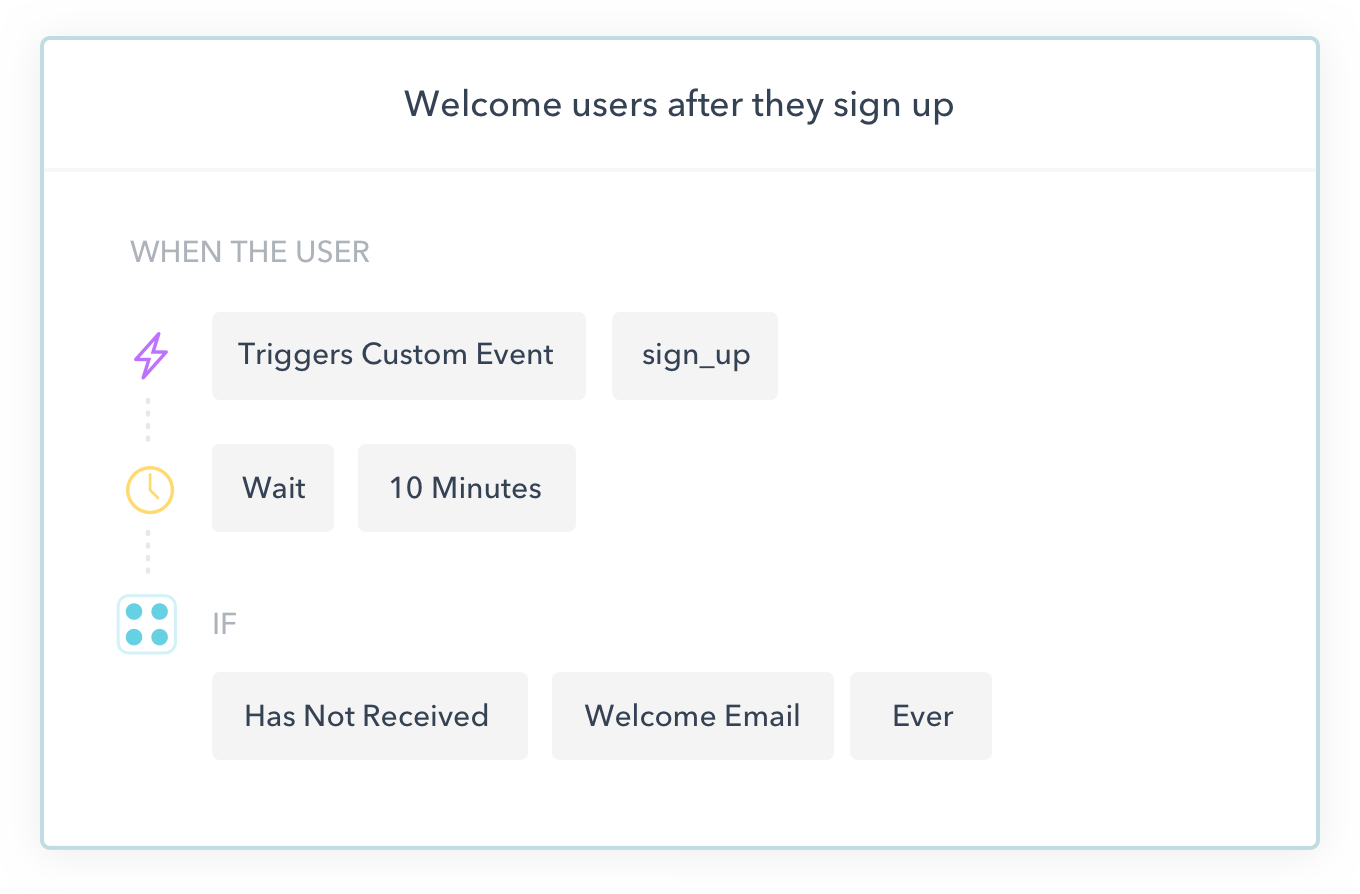 Welcome users after they sign up
WHEN THE USER
Triggers Custom Event sign_up
Wait 10 Minutes
IF
Has Not Received Welcome Email Ever